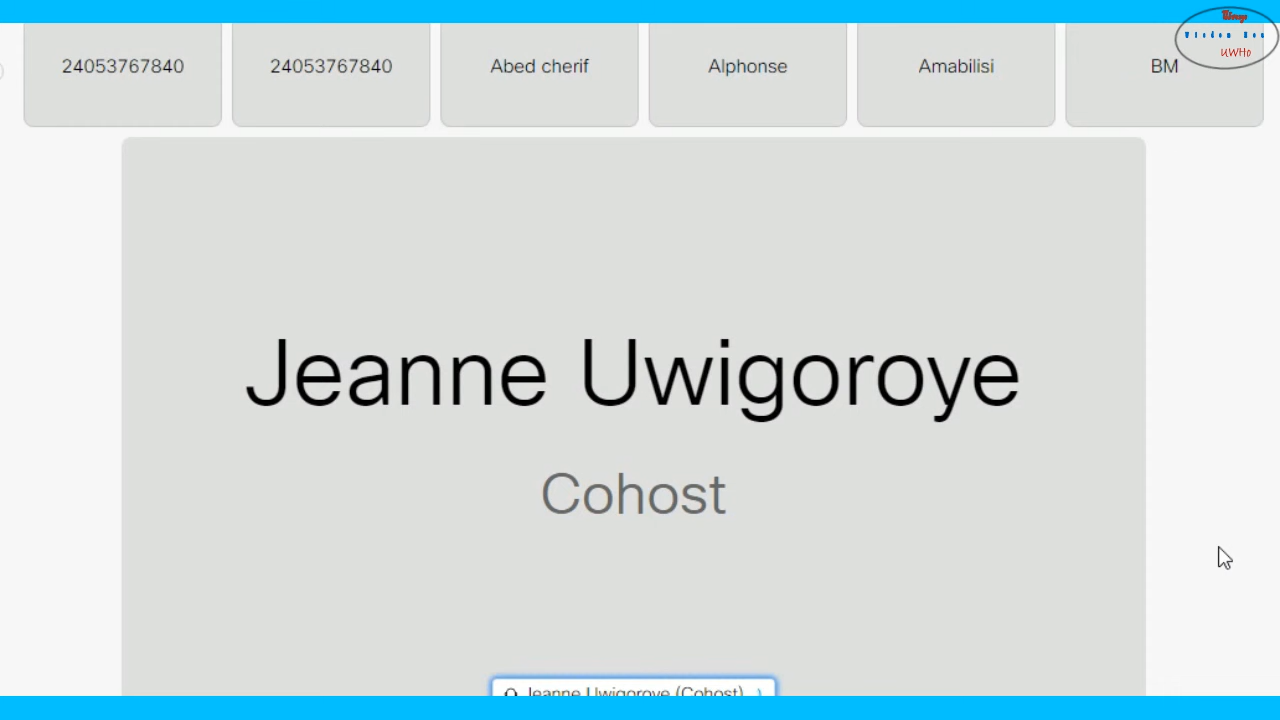 24053767840
24053767840
Abed cherif
Alphonse
Amabilisi
BM
UWHo
Jeanne Uwigoroye
Cohost
Jeanne Uwigoroye (Cohost)